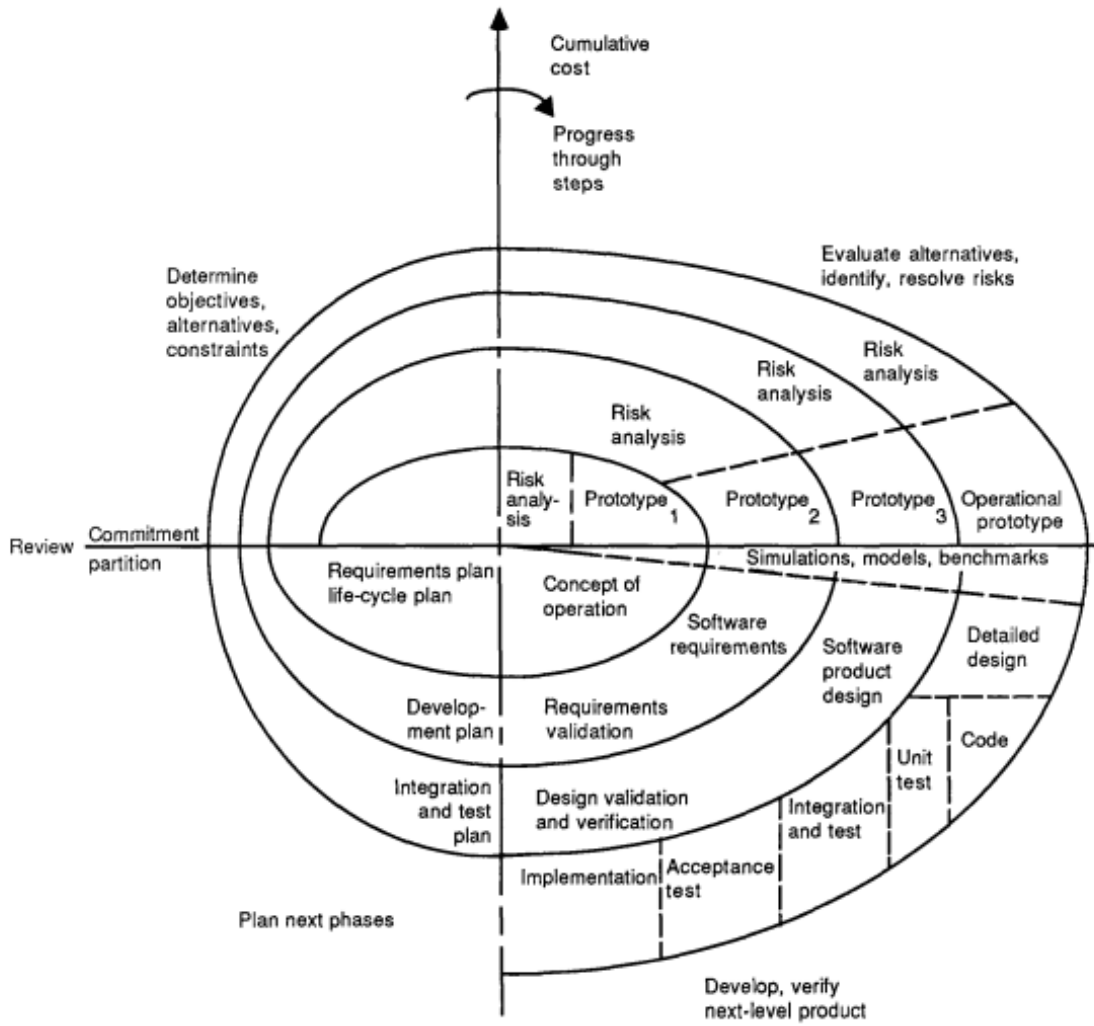 Cumulative
cost
Progress
through
steps
Evaluate alternatives,
identify, resolve risks
Determine
objectives,
alternatives,
constraints
Risk
analysis
Risk
analysis
Risk
analysis
Risk
analy-
sis
Prototype
1
Prototype
2
Prototype
3
Operational
prototype
Review
Commitment
partition
Simulations, models, benchmarks
Requirements plan
life-cycle plan
Concept of
operation
Software
requirements
Software
product
design
Detailed
design
Develop-
ment plan
Requirements
validation
Code
Unit
test
Integration
and test
plan
Design validation
and verification
Integration
and test
Acceptance
test
Implementation
Plan next phases
Develop, verify
next-level product